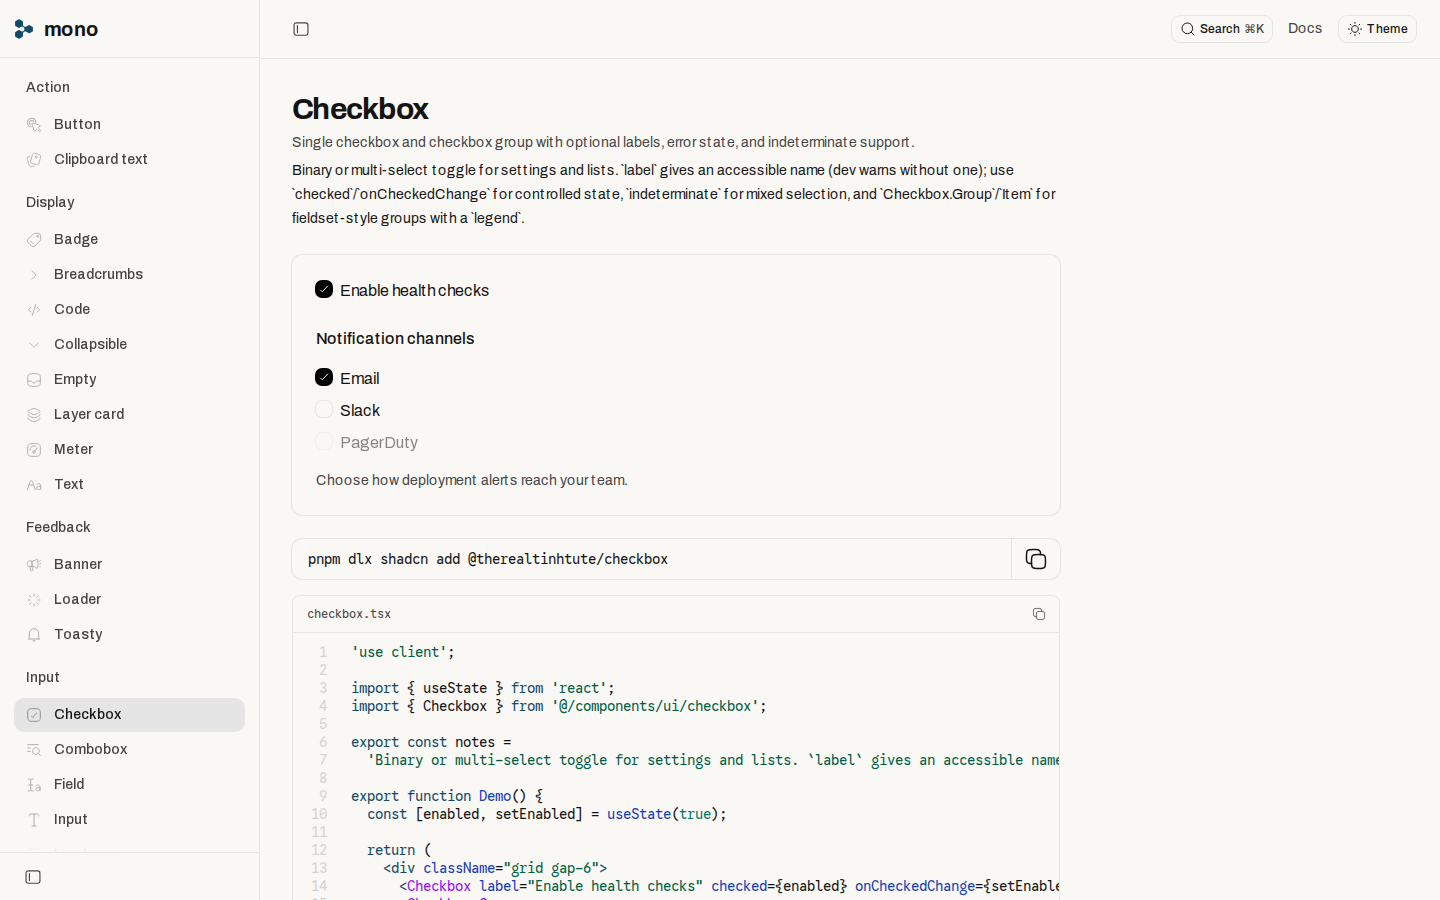 mono
Search ⌘K
Docs
Theme
Action
Button
Clipboard text
Display
Badge
Breadcrumbs
Code
Collapsible
Empty
Layer card
Meter
Text
Feedback
Banner
Loader
Toasty
Input
Checkbox
Combobox
Field
Input
Checkbox
Single checkbox and checkbox group with optional labels, error state, and indeterminate support.
Binary or multi-select toggle for settings and lists. `label` gives an accessible name (dev warns without one); use
`checked`/`onCheckedChange` for controlled state, `indeterminate` for mixed selection, and `Checkbox.Group`/`Item` for
fieldset-style groups with a `legend`.
Enable health checks
Notification channels
Email
Slack
PagerDuty
Choose how deployment alerts reach your team.
pnpm dlx shadcn add @therealtinhtute/checkbox
checkbox.tsx
1 'use client';
2
3 import { useState } from 'react';
4 import { Checkbox } from '@/components/ui/checkbox';
5
6 export const notes =
7 'Binary or multi-select toggle for settings and lists. `label` gives an accessible name
8
9 export function Demo() {
10 const [enabled, setEnabled] = useState(true);
11
12 return (
13 <div className="grid gap-6">
14 <Checkbox label="Enable health checks" checked={enabled} onCheckedChange={setEnable